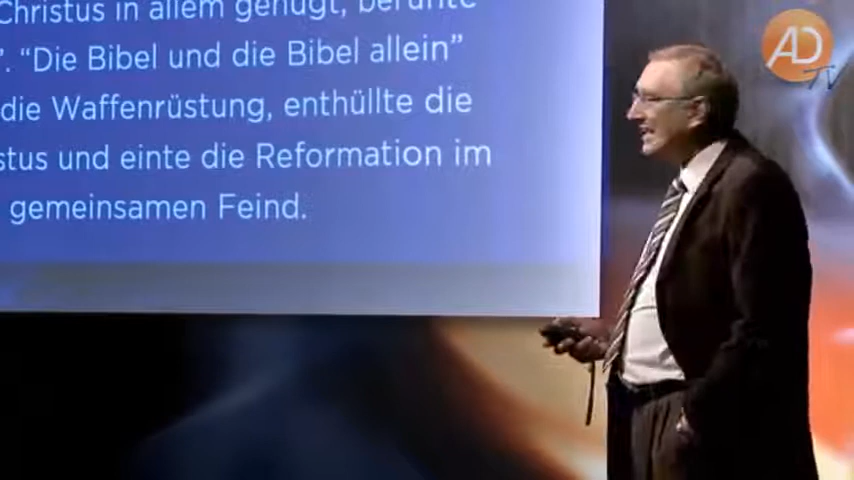 Christus in allem genügt, beruhte
". "Die Bibel und die Bibel allein"
die Waffenrüstung, enthüllte die
stus und einte die Reformation im
gemeinsamen Feind.
AD
TV